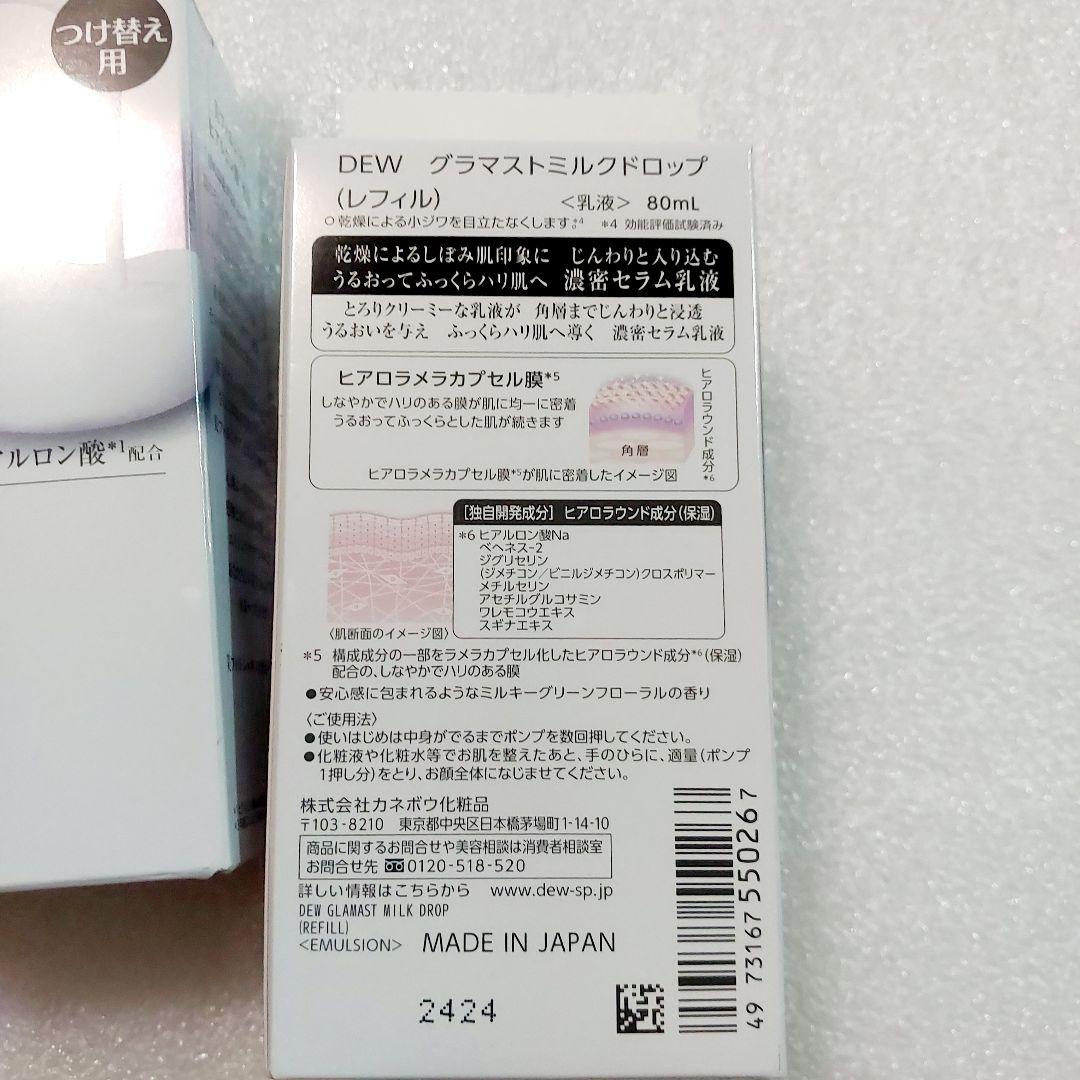 つけ替え
用
ルロン酸*1配合
DEW グラマストミルクドロップ
(レフィル) <乳液> 80mL
○乾燥による小ジワを目立たなくします。*4 *4 効能評価試験済み
乾燥によるしぼみ肌印象に じんわりと入り込む
うるおってふっくらハリ肌へ 濃密セラム乳液
とろりクリーミーな乳液が 角層までじんわりと浸透
うるおいを与え ふっくらハリ肌へ導く 濃密セラム乳液
ヒアロラメラカプセル膜*5
しなやかでハリのある膜が肌に均一に密着
うるおってふっくらとした肌が続きます
角層
ヒアロラウンド成分*6
ヒアロラメラカプセル膜*5が肌に密着したイメージ図
[独自開発成分] ヒアロラウンド成分(保湿)
*6 ヒアルロン酸Na
ベヘネス-2
ジグリセリン
(ジメチコン/ビニルジメチコン)クロスポリマー
メチルセリン
アセチルグルコサミン
ワレモコウエキス
スギナエキス
〈肌断面のイメージ図〉
*5 構成成分の一部をラメラカプセル化したヒアロラウンド成分*6(保湿)
配合の、しなやかでハリのある膜
●安心感に包まれるようなミルキーグリーンフローラルの香り
〈ご使用法〉
●使いはじめは中身がでるまでポンプを数回押してください。
●化粧液や化粧水等でお肌を整えたあと、手のひらに、適量(ポンプ
1押し分)をとり、お顔全体になじませてください。
株式会社カネボウ化粧品
〒103-8210 東京都中央区日本橋茅場町1-14-10
商品に関するお問合せや美容相談は消費者相談室
お問合せ先 0120-518-520
詳しい情報はこちらから www.dew-sp.jp
DEW GLAMAST MILK DROP
(REFILL)
<EMULSION> MADE IN JAPAN
2424
49 73167 550267